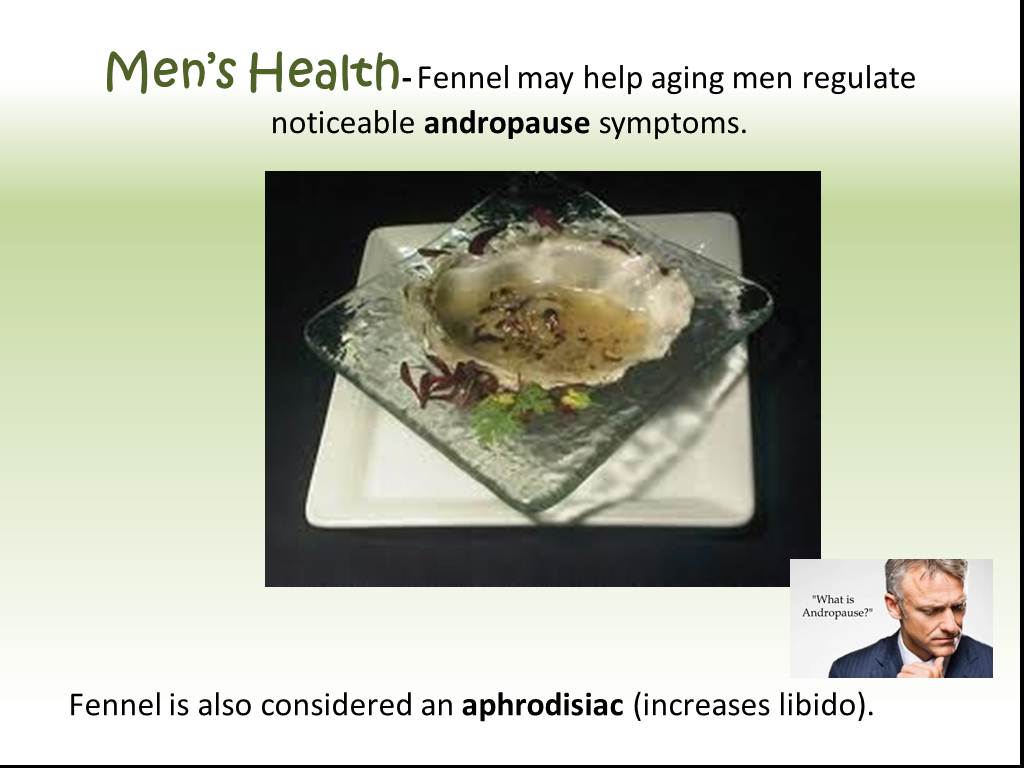 Men's Health- Fennel may help aging men regulate
noticeable andropause symptoms.
"What is
Andropause?"
Fennel is also considered an aphrodisiac (increases libido).